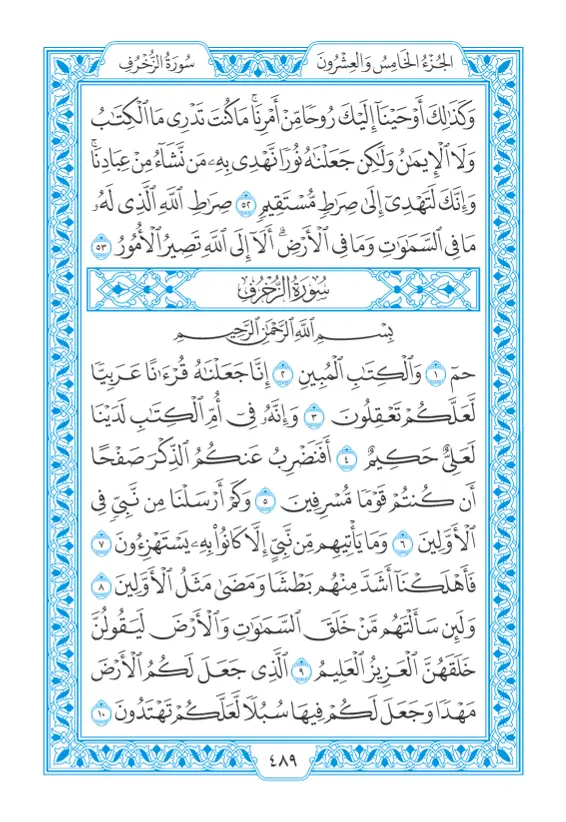 سُورَةُ الزُّخْرُفِ
الجُزْءُ الخَامِسُ وَالعِشْرُونَ
وَكَذَٰلِكَ أَوْحَيْنَآ إِلَيْكَ رُوحًا مِّنْ أَمْرِنَا ۚ مَا كُنتَ تَدْرِى مَا ٱلْكِتَٰبُ
وَلَا ٱلْإِيمَٰنُ وَلَٰكِن جَعَلْنَٰهُ نُورًا نَّهْدِى بِهِۦ مَن نَّشَآءُ مِنْ عِبَادِنَا ۚ
وَإِنَّكَ لَتَهْدِىٓ إِلَىٰ صِرَٰطٍ مُّسْتَقِيمٍ ٥٢ صِرَٰطِ ٱللَّهِ ٱلَّذِى لَهُۥ
مَا فِى ٱلسَّمَٰوَٰتِ وَمَا فِى ٱلْأَرْضِ ۗ أَلَآ إِلَى ٱللَّهِ تَصِيرُ ٱلْأُمُورُ ٥٣
سُورَةُ الزُّخْرُفِ
بِسْمِ ٱللَّهِ ٱلرَّحْمَٰنِ ٱلرَّحِيمِ
حمٓ ١ وَٱلْكِتَٰبِ ٱلْمُبِينِ ٢ إِنَّا جَعَلْنَٰهُ قُرْءَٰنًا عَرَبِيًّا
لَّعَلَّكُمْ تَعْقِلُونَ ٣ وَإِنَّهُۥ فِىٓ أُمِّ ٱلْكِتَٰبِ لَدَيْنَا
لَعَلِىٌّ حَكِيمٌ ٤ أَفَنَضْرِبُ عَنكُمُ ٱلذِّكْرَ صَفْحًا
أَن كُنتُمْ قَوْمًا مُّسْرِفِينَ ٥ وَكَمْ أَرْسَلْنَا مِن نَّبِىٍّ فِى
ٱلْأَوَّلِينَ ٦ وَمَا يَأْتِيهِم مِّن نَّبِىٍّ إِلَّا كَانُوا۟ بِهِۦ يَسْتَهْزِءُونَ ٧
فَأَهْلَكْنَآ أَشَدَّ مِنْهُم بَطْشًا وَمَضَىٰ مَثَلُ ٱلْأَوَّلِينَ ٨
وَلَئِن سَأَلْتَهُم مَّنْ خَلَقَ ٱلسَّمَٰوَٰتِ وَٱلْأَرْضَ لَيَقُولُنَّ
خَلَقَهُنَّ ٱلْعَزِيزُ ٱلْعَلِيمُ ٩ ٱلَّذِى جَعَلَ لَكُمُ ٱلْأَرْضَ
مَهْدًا وَجَعَلَ لَكُمْ فِيهَا سُبُلًا لَّعَلَّكُمْ تَهْتَدُونَ ١٠
٤٨٩